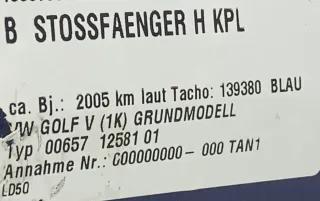 B STOSSFAENGER H KPL
ca. Bj.: 2005 km laut Tacho: 139380 BLAU
VW GOLF V (1K) GRUNDMODELL
Typ 00657 12581 01
Annahme Nr.: C00000000- 000 TAN1
LD50